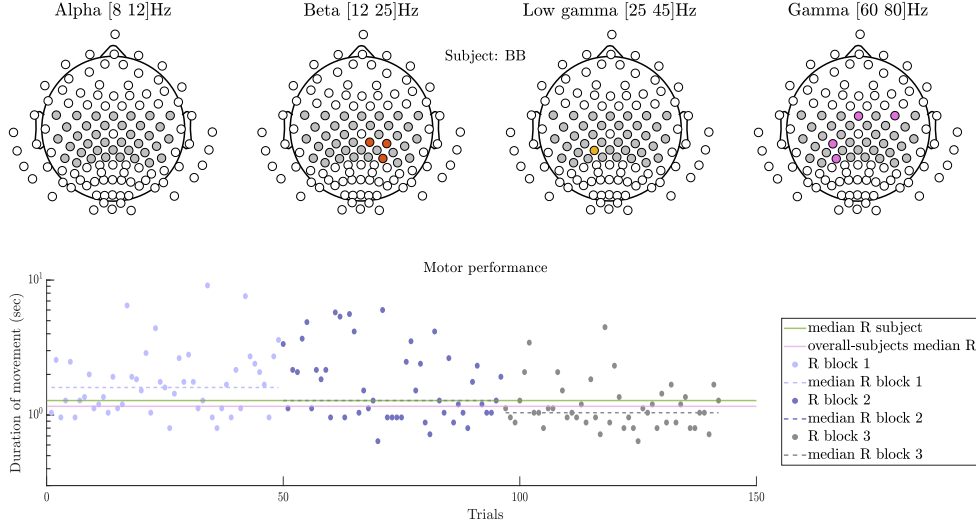 Alpha [8 12]Hz
Beta [12 25]Hz
Low gamma [25 45]Hz
Gamma [60 80]Hz
Subject: BB
Motor performance
Duration of movement (sec)
10¹
10⁰
0
50
100
150
Trials
median R subject
overall-subjects median R
R block 1
median R block 1
R block 2
median R block 2
R block 3
median R block 3